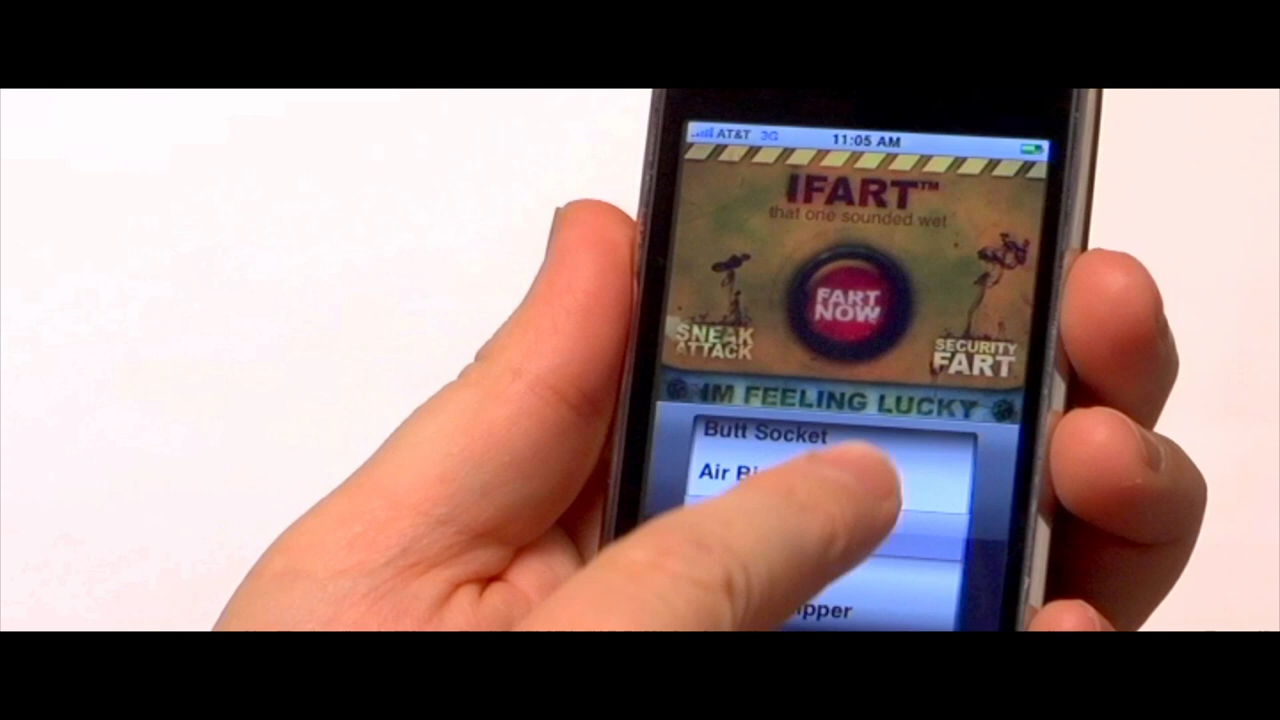 AT&T 3G 11:05 AM
IFART™
that one sounded wet
FART
NOW
SNEAK
ATTACK
SECURITY
FART
IM FEELING LUCKY
Butt Socket
Air